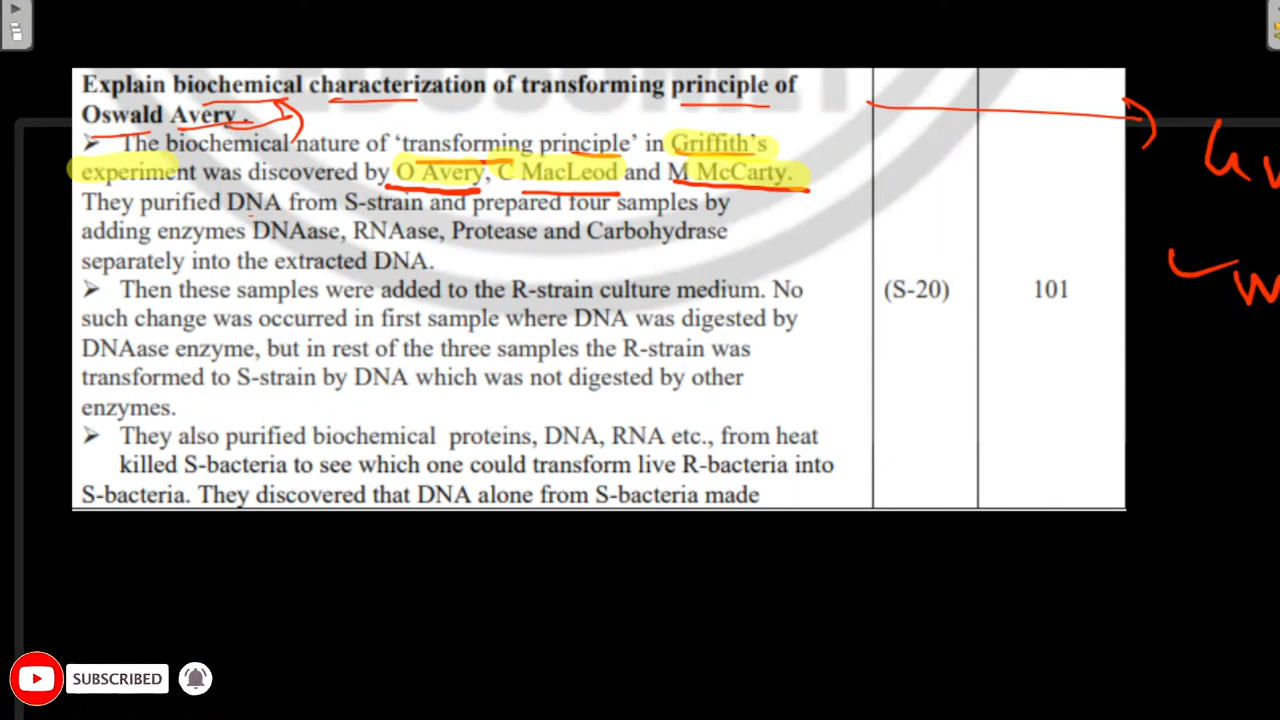 Explain biochemical characterization of transforming principle of
Oswald Avery .
➤ The biochemical nature of ‘transforming principle’ in Griffith’s
experiment was discovered by O Avery, C MacLeod and M McCarty.
They purified DNA from S-strain and prepared four samples by
adding enzymes DNAase, RNAase, Protease and Carbohydrase
separately into the extracted DNA.
➤ Then these samples were added to the R-strain culture medium. No
such change was occurred in first sample where DNA was digested by
DNAase enzyme, but in rest of the three samples the R-strain was
transformed to S-strain by DNA which was not digested by other
enzymes.
➤ They also purified biochemical proteins, DNA, RNA etc., from heat
killed S-bacteria to see which one could transform live R-bacteria into
S-bacteria. They discovered that DNA alone from S-bacteria made
(S-20)
101
SUBSCRIBED